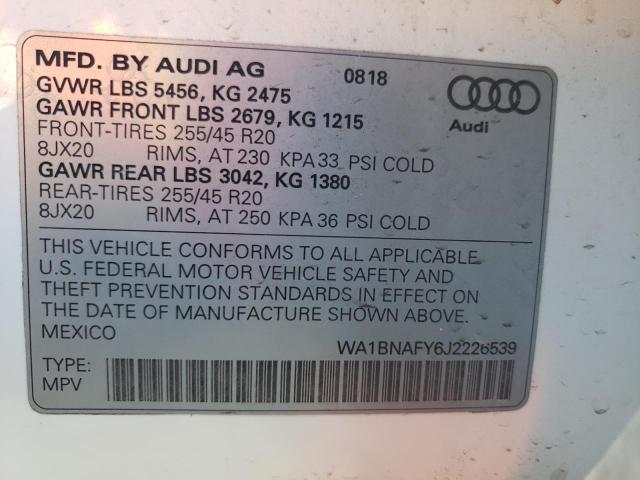 MFD. BY AUDI AG 0818
GVWR LBS 5456, KG 2475
GAWR FRONT LBS 2679, KG 1215
Audi
FRONT-TIRES 255/45 R20
8JX20 RIMS, AT 230 KPA 33 PSI COLD
GAWR REAR LBS 3042, KG 1380
REAR-TIRES 255/45 R20
8JX20 RIMS, AT 250 KPA 36 PSI COLD
THIS VEHICLE CONFORMS TO ALL APPLICABLE
U.S. FEDERAL MOTOR VEHICLE SAFETY AND
THEFT PREVENTION STANDARDS IN EFFECT ON
THE DATE OF MANUFACTURE SHOWN ABOVE.
MEXICO WA1BNAFY6J2226539
TYPE:
MPV